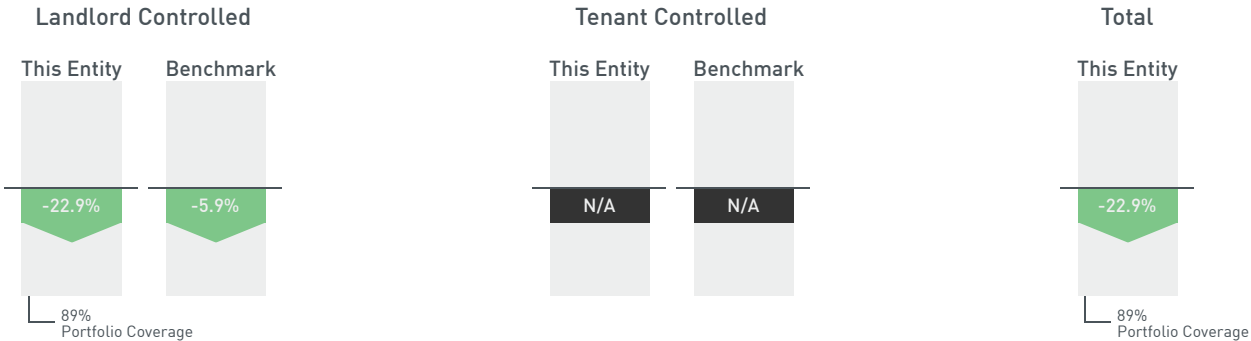 Landlord Controlled
Tenant Controlled
Total
This Entity
Benchmark
This Entity
Benchmark
This Entity
-22.9%
-5.9%
N/A
N/A
-22.9%
89%
Portfolio Coverage
89%
Portfolio Coverage